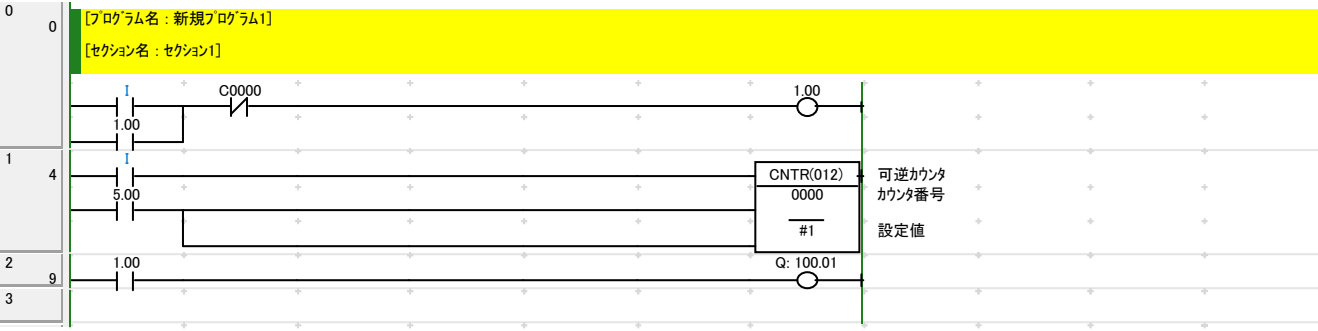 0
0
[ﾌﾟﾛｸﾞﾗﾑ名 : 新規ﾌﾟﾛｸﾞﾗﾑ1]
[ｾｸｼｮﾝ名 : ｾｸｼｮﾝ1]
I C0000 1.00
1.00
1
4
I CNTR(012) 可逆ｶｳﾝﾀ
5.00 0000 ｶｳﾝﾀ番号
#1 設定値
2
9
1.00 Q: 100.01
3